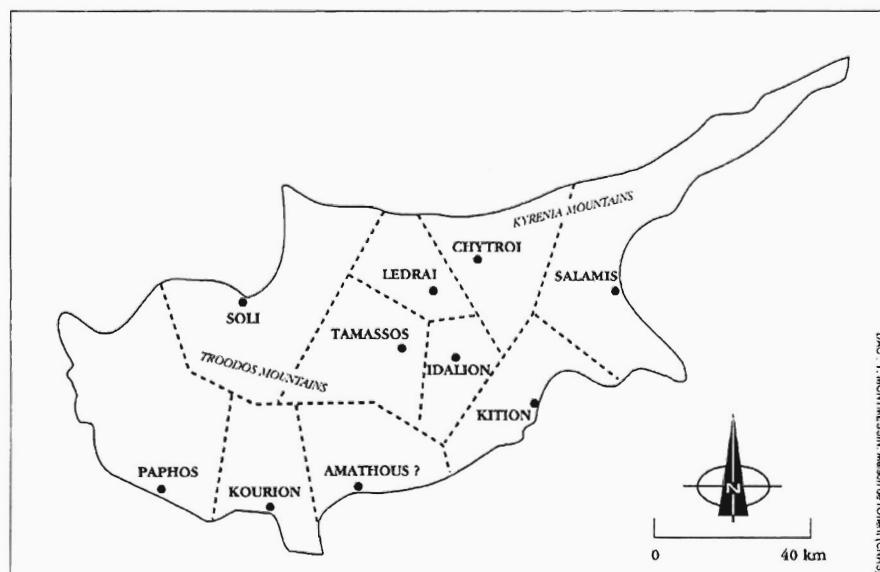 KYRENIA MOUNTAINS
CHYTROI
LEDRAI
SALAMIS
SOLI
TAMASSOS
IDALION
TROODOS MOUNTAINS
KITION
PAPHOS
KOURION
AMATHOUS ?
N
0 40 km